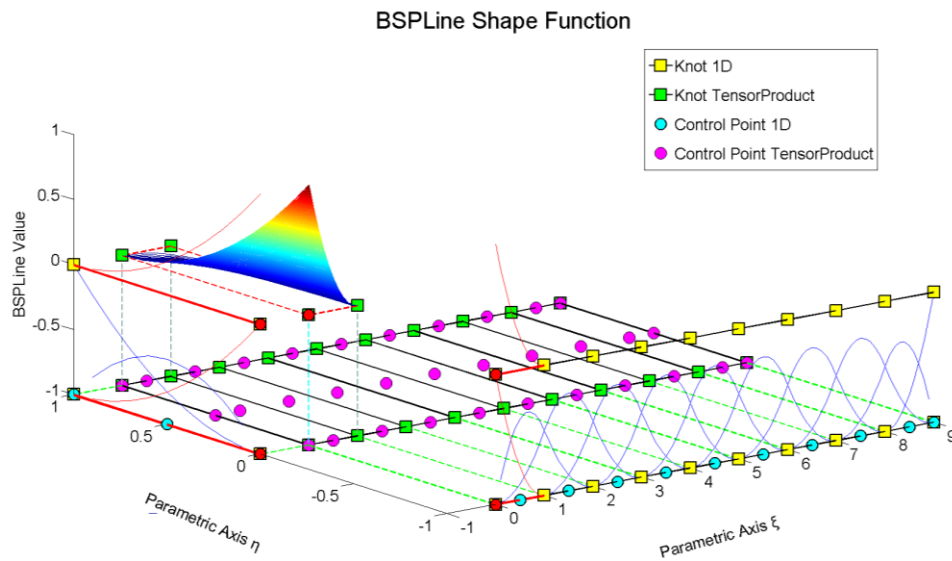 BSPLine Shape Function
Knot 1D
Knot TensorProduct
Control Point 1D
Control Point TensorProduct
BSPLine Value
1
0.5
0
-0.5
-1
1
0.5
0
-0.5
-1
Parametric Axis η
-1
0
1
2
3
4
5
6
7
8
9
Parametric Axis ξ